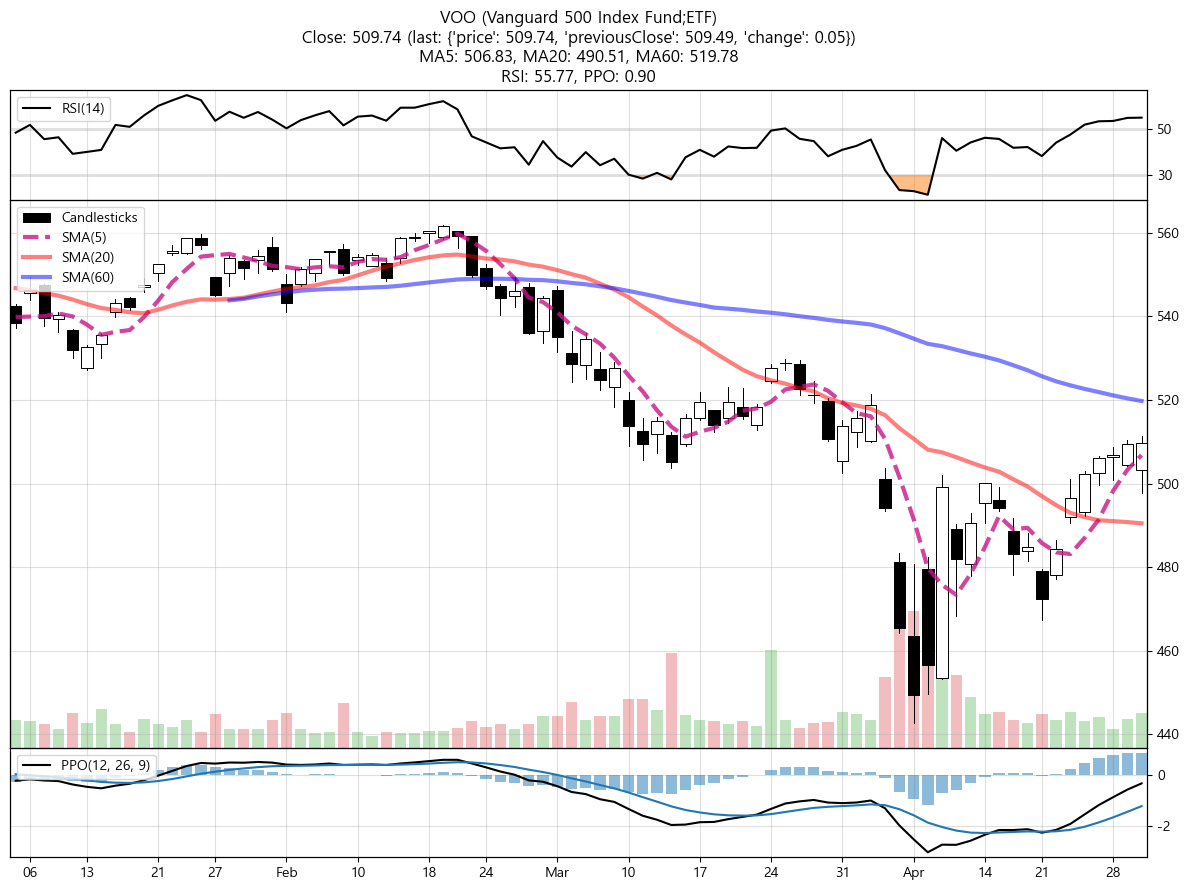 VOO (Vanguard 500 Index Fund;ETF)
Close: 509.74 (last: {'price': 509.74, 'previousClose': 509.49, 'change': 0.05})
MA5: 506.83, MA20: 490.51, MA60: 519.78
RSI: 55.77, PPO: 0.90
RSI(14)
50
30
Candlesticks
SMA(5)
SMA(20)
SMA(60)
560
540
520
500
480
460
440
PPO(12, 26, 9)
0
-2
06 13 21 27 Feb 10 18 24 Mar 10 17 24 31 Apr 14 21 28